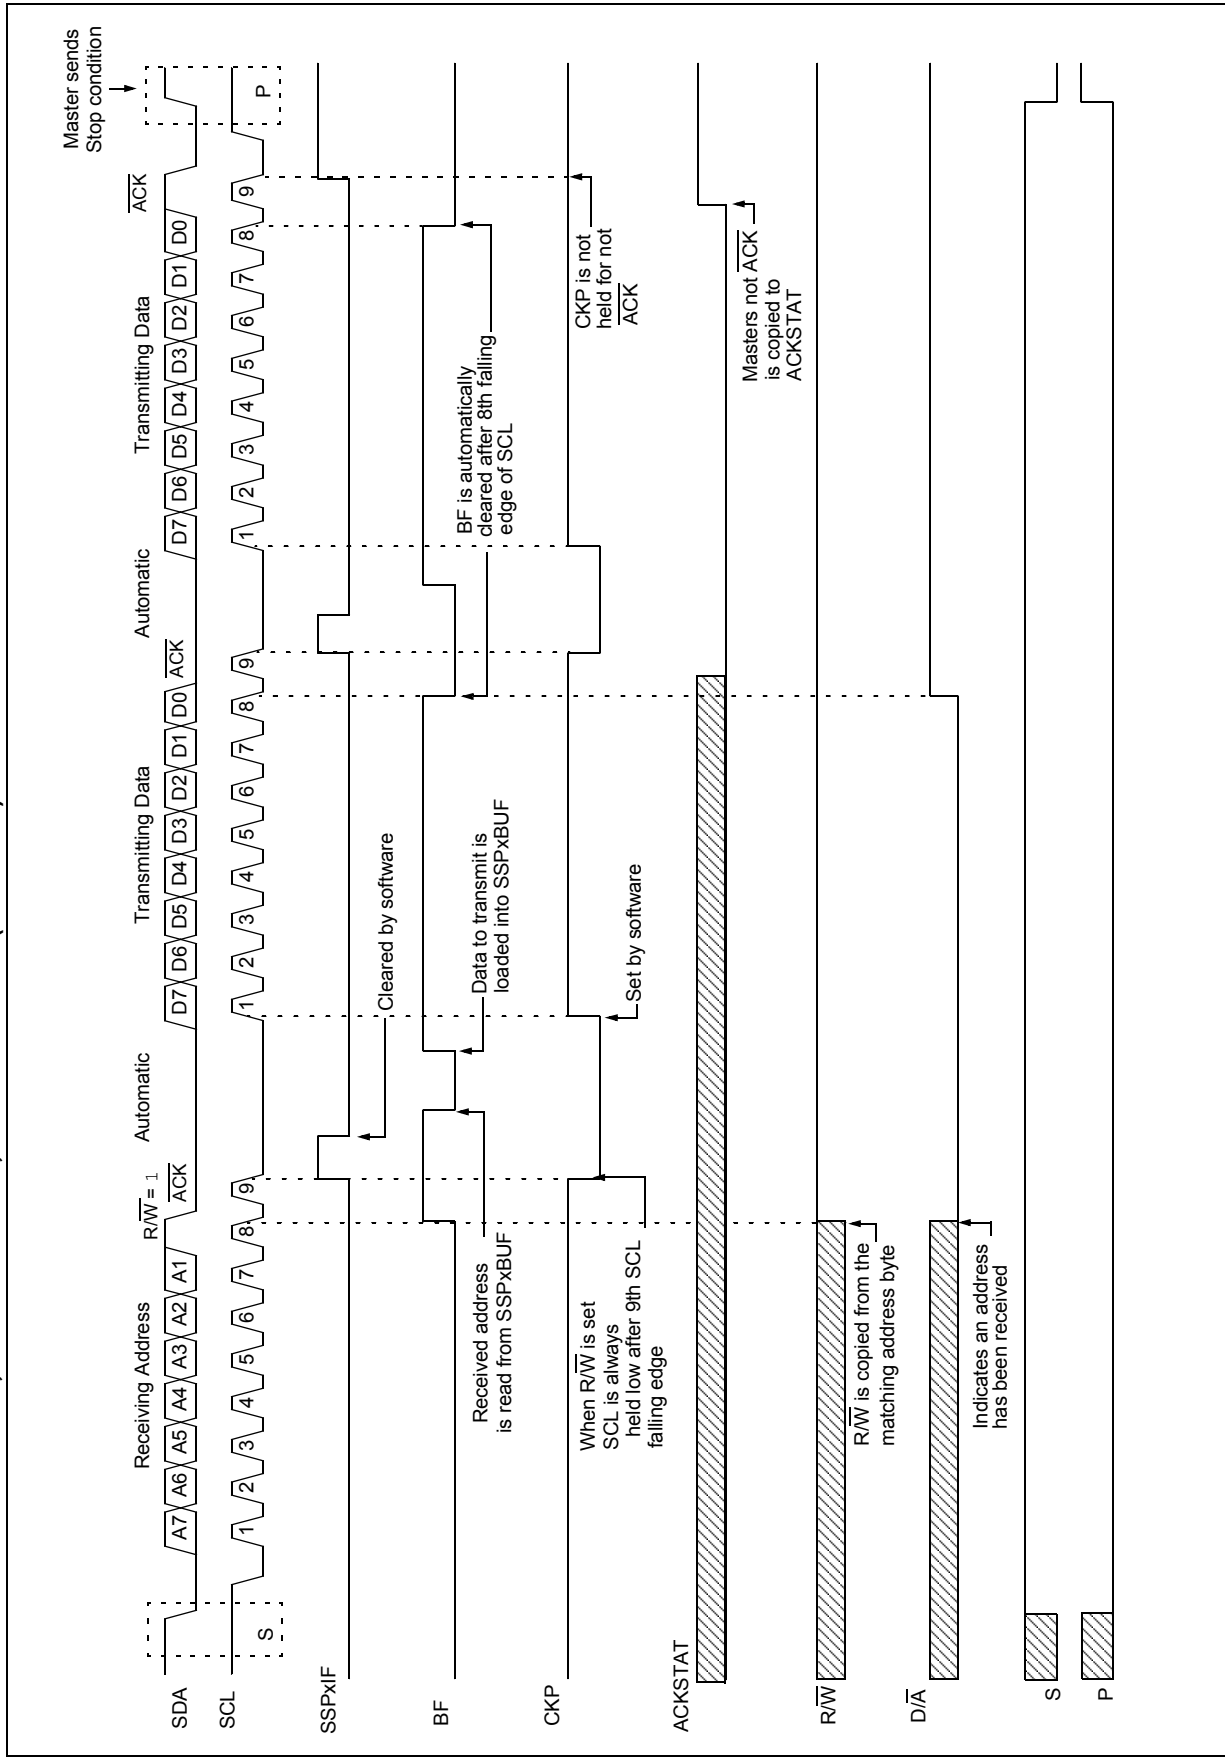 Master sends
Stop condition
Receiving Address
R/W = 1
ACK
Automatic
Transmitting Data
ACK
Automatic
Transmitting Data
ACK
SDA
A7 A6 A5 A4 A3 A2 A1
D7 D6 D5 D4 D3 D2 D1 D0
D7 D6 D5 D4 D3 D2 D1 D0
SCL
S
1 2 3 4 5 6 7 8 9
1 2 3 4 5 6 7 8 9
1 2 3 4 5 6 7 8 9
P
SSPxIF
Cleared by software
BF
Received address
is read from SSPxBUF
Data to transmit is
loaded into SSPxBUF
BF is automatically
cleared after 8th falling
edge of SCL
CKP
When R/W is set
SCL is always
held low after 9th SCL
falling edge
Set by software
CKP is not
held for not
ACK
ACKSTAT
Masters not ACK
is copied to
ACKSTAT
R/W
R/W is copied from the
matching address byte
D/A
Indicates an address
has been received
S
P